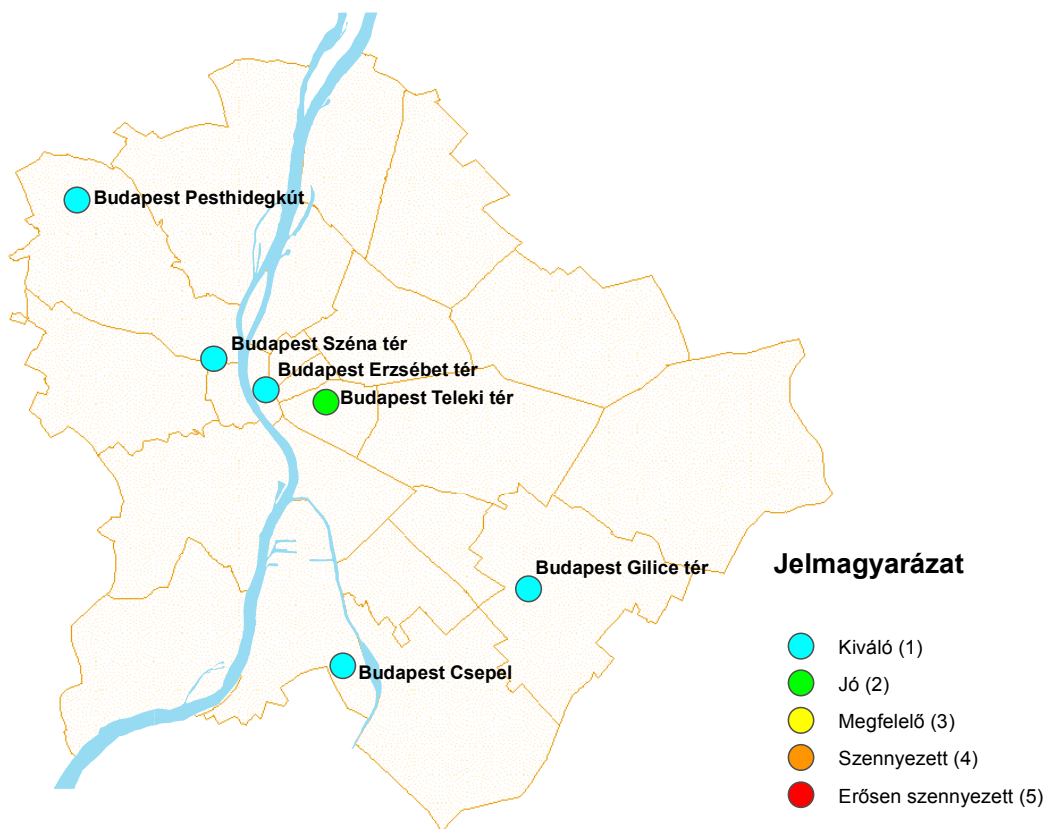 Budapest Pesthidegkút
Budapest Széna tér
Budapest Erzsébet tér
Budapest Teleki tér
Budapest Gilice tér
Budapest Csepel
Jelmagyarázat
Kiváló (1)
Jó (2)
Megfelelő (3)
Szennyezett (4)
Erősen szennyezett (5)